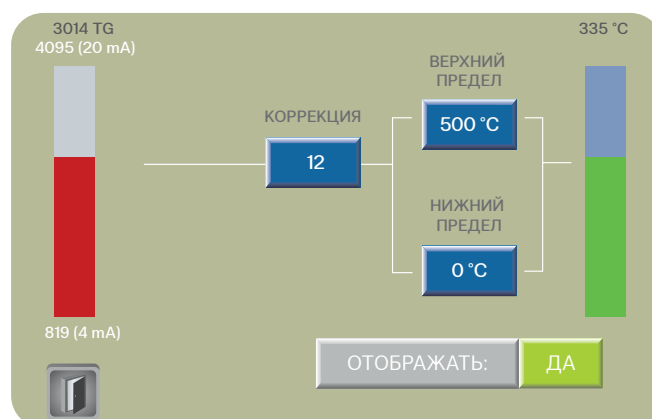 3014 TG
4095 (20 mA)
335 °C
ВЕРХНИЙ
ПРЕДЕЛ
500 °C
КОРРЕКЦИЯ
12
НИЖНИЙ
ПРЕДЕЛ
0 °C
819 (4 mA)
ОТОБРАЖАТЬ:
ДА